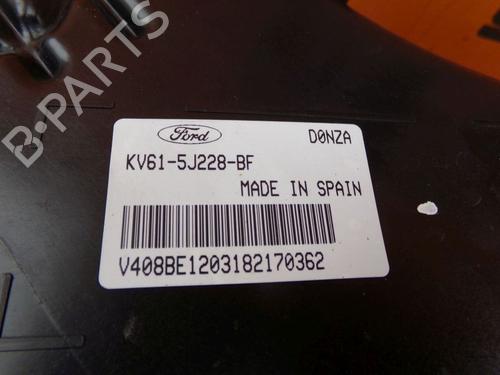 B-PARTS
Ford
D0NZA
KV61-5J228-BF
MADE IN SPAIN
V408BE1203182170362